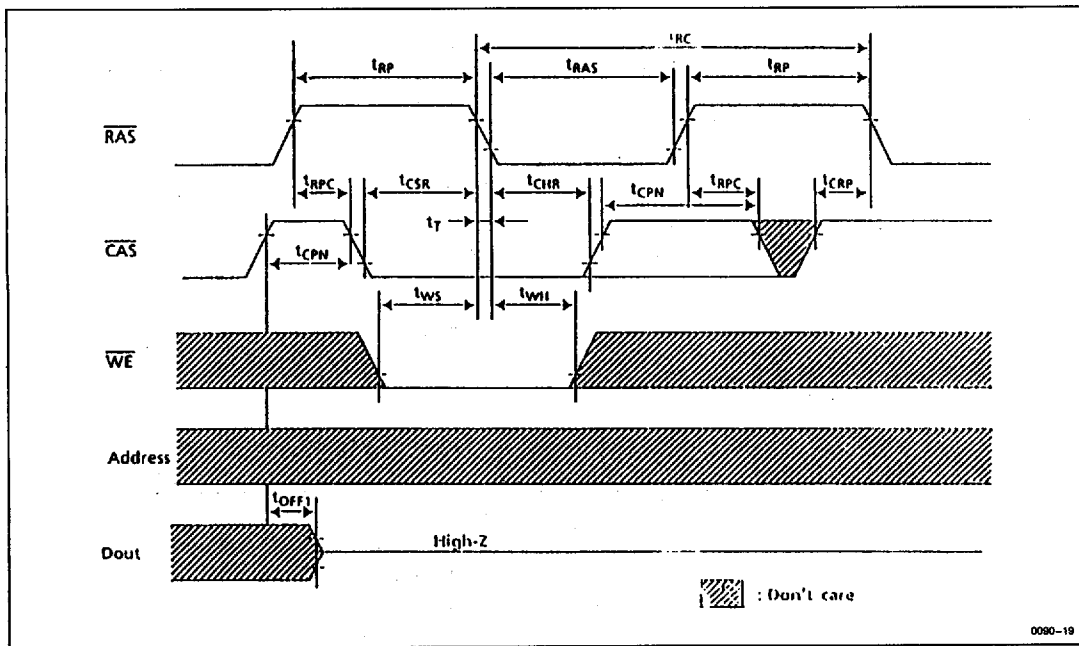 tRC
tRP tRAS tRP
RAS
tRPC tCSR tCHR tCPN tRPC tCRP
tT
CAS
tCPN
tWS tWH
WE
Address
tOFF1
Dout High-Z
: Don't care
0090-19